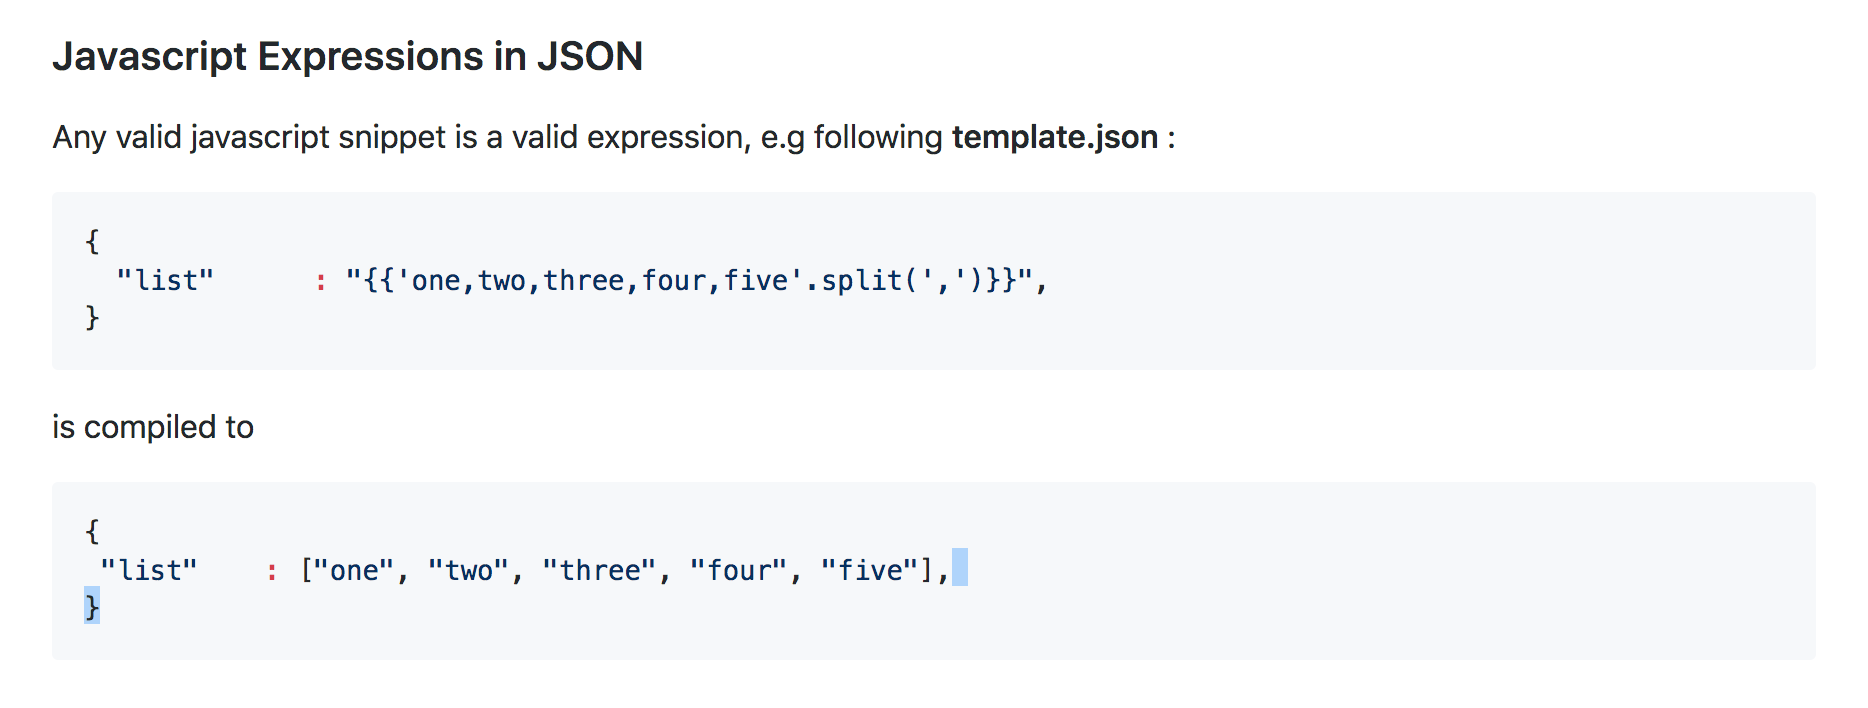 Javascript Expressions in JSON
Any valid javascript snippet is a valid expression, e.g following template.json :
{
  "list"      : "{{'one,two,three,four,five'.split(',')}}",
}
is compiled to
{
 "list"    : ["one", "two", "three", "four", "five"],
}